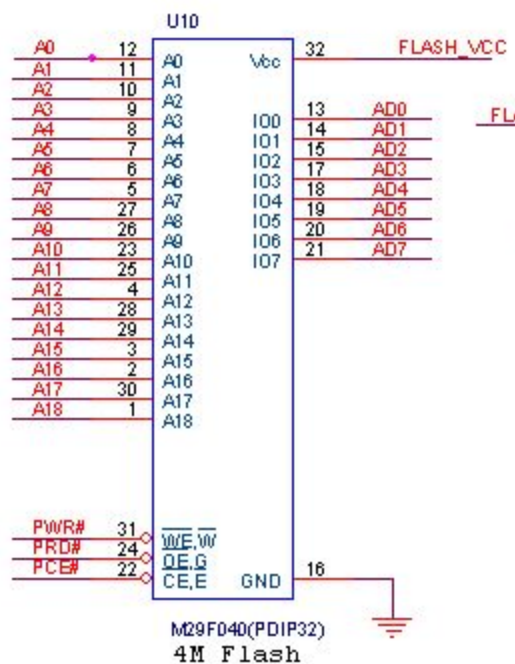 U10
A0 12 A0 Vcc 32 FLASH_VCC
A1 11 A1
A2 10 A2
A3 9 A3 IO0 13 AD0
A4 8 A4 IO1 14 AD1
A5 7 A5 IO2 15 AD2
A6 6 A6 IO3 17 AD3
A7 5 A7 IO4 18 AD4
A8 27 A8 IO5 19 AD5
A9 26 A9 IO6 20 AD6
A10 23 A10 IO7 21 AD7
A11 25 A11
A12 4 A12
A13 28 A13
A14 29 A14
A15 3 A15
A16 2 A16
A17 30 A17
A18 1 A18
PWR# 31 WE,W
PRD# 24 OE,G
PCE# 22 CE,E GND 16
M29F040(PDIP32)
4M Flash